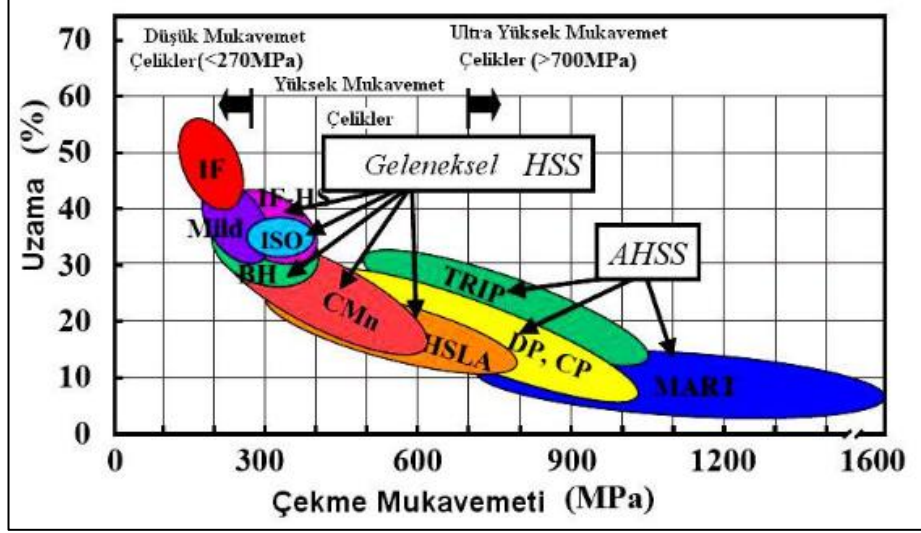 Düşük Mukavemet
Çelikler(<270MPa)
Yüksek Mukavemet
Çelikler
Ultra Yüksek Mukavemet
Çelikler (>700MPa)
Geleneksel HSS
AHSS
IF
IF-HS
Mild
ISO
BH
CMn
HSLA
TRIP
DP, CP
MART
Uzama (%)
70
60
50
40
30
20
10
0
0 300 600 900 1200 1600
Çekme Mukavemeti (MPa)